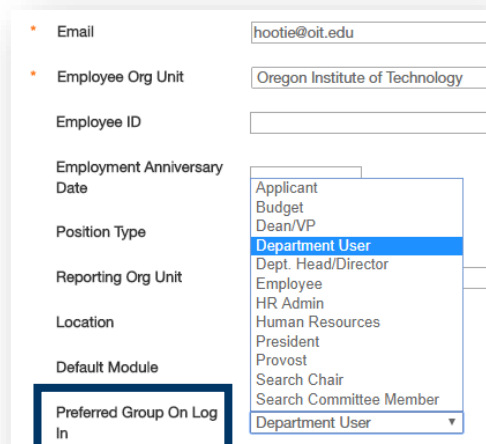 * Email
hootie@oit.edu
* Employee Org Unit
Oregon Institute of Technology
Employee ID
Employment Anniversary
Date
Position Type
Reporting Org Unit
Location
Default Module
Preferred Group On Log
In
Applicant
Budget
Dean/VP
Department User
Dept. Head/Director
Employee
HR Admin
Human Resources
President
Provost
Search Chair
Search Committee Member
Department User